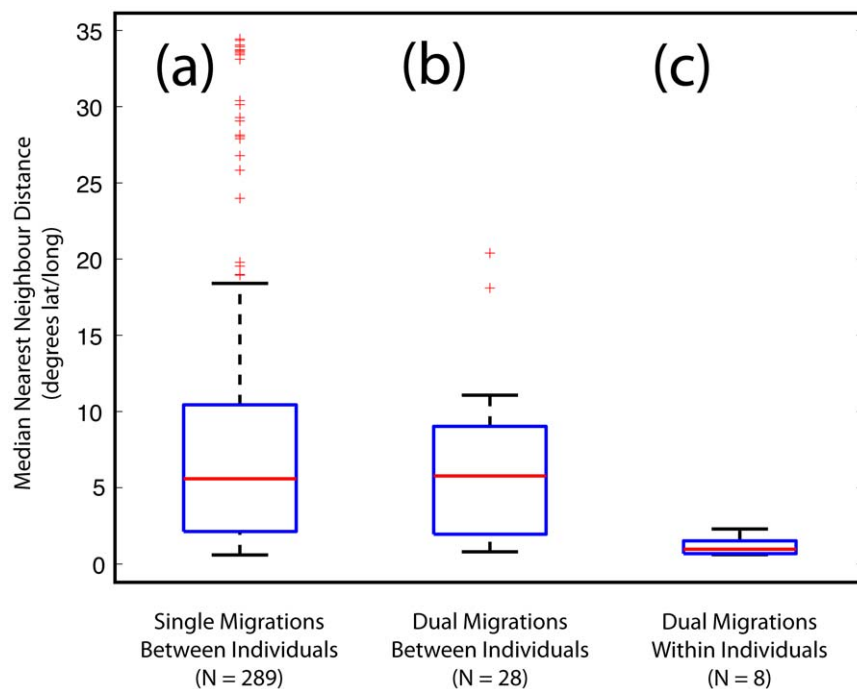 (a)
(b)
(c)
35
30
25
20
15
10
5
0
Median Nearest Neighbour Distance
(degrees lat/long)
Single Migrations
Between Individuals
(N = 289)
Dual Migrations
Between Individuals
(N = 28)
Dual Migrations
Within Individuals
(N = 8)